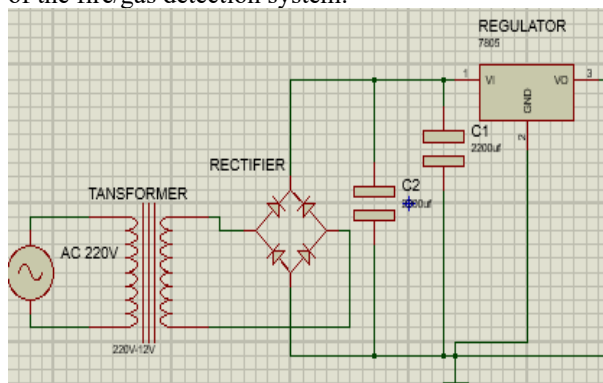 of the fire/gas detection system.
REGULATOR
7805
1
VI
VO
3
GND
2
C1
2200uf
RECTIFIER
C2
TANSFORMER
AC 220V
220V-12V